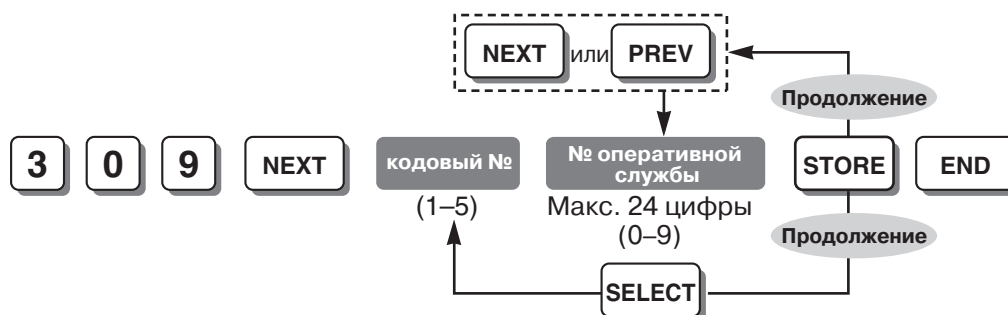 NEXT или PREV
Продолжение
3 0 9 NEXT кодовый № № оперативной службы STORE END
(1–5)
Макс. 24 цифры
(0–9)
Продолжение
SELECT